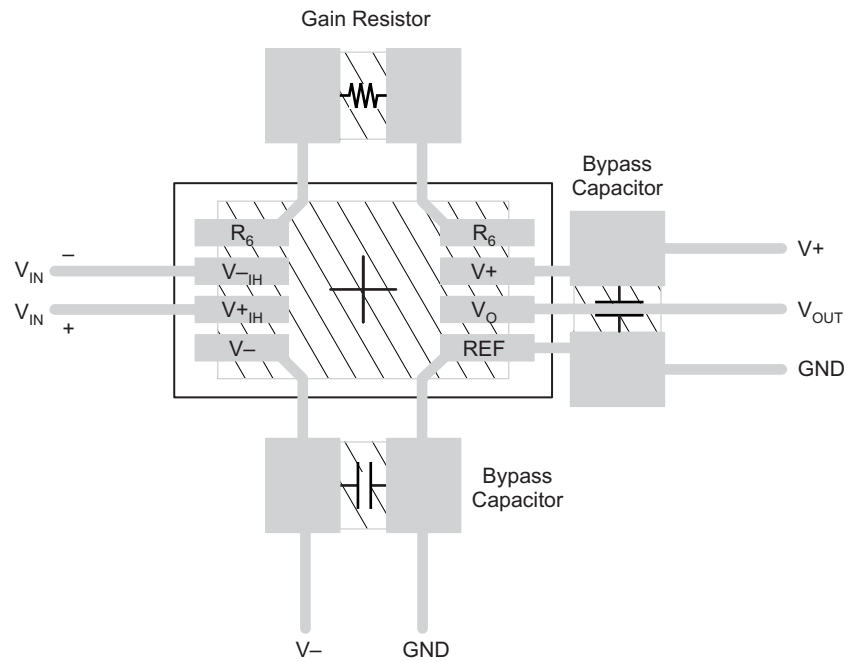 Gain Resistor
Bypass
Capacitor
R6
R6
V+
–
VIN
V–IH
V+
VIN
+
V+IH
VO
VOUT
V–
REF
GND
Bypass
Capacitor
V–
GND